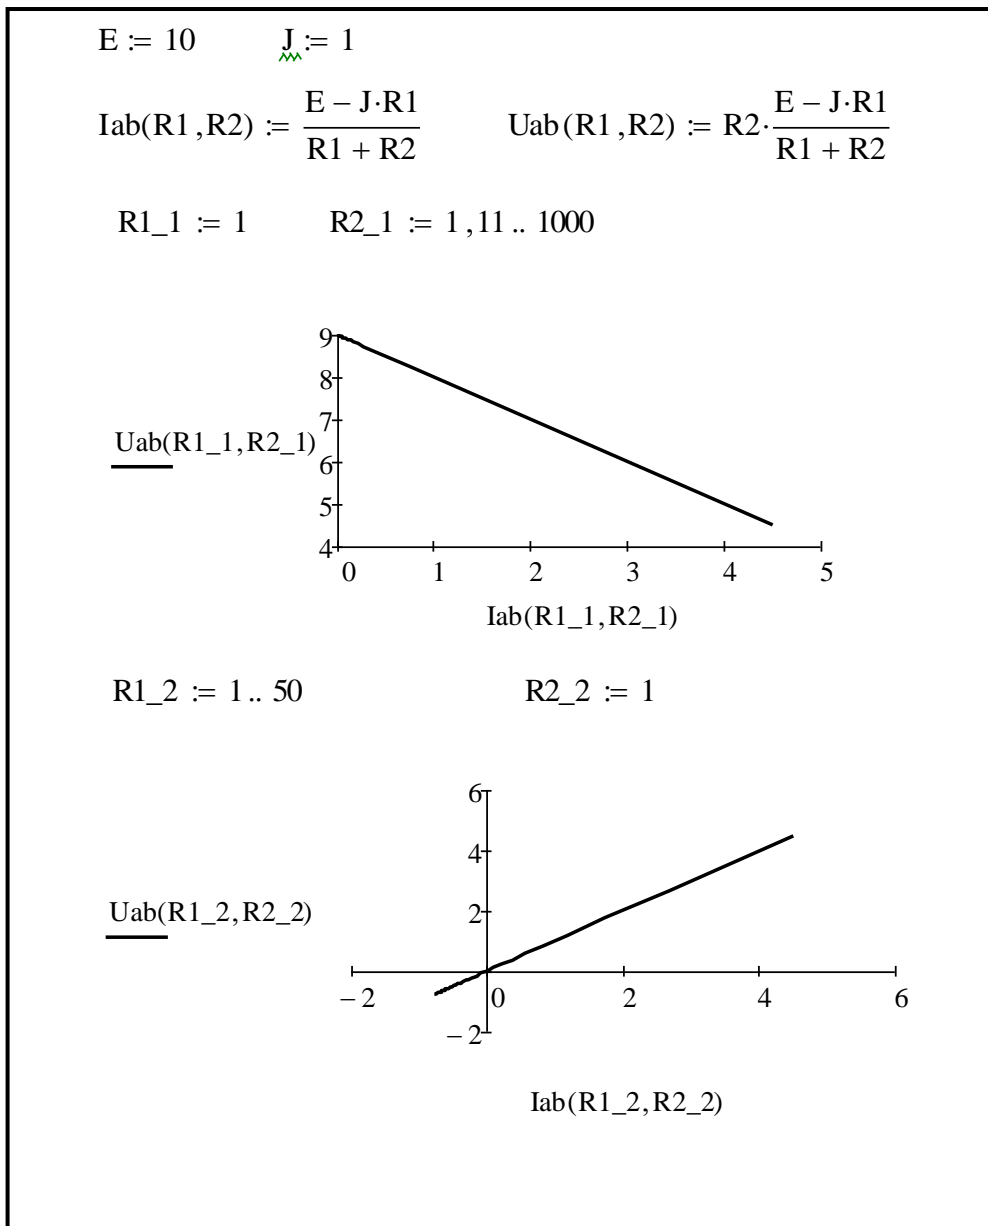 E := 10 J := 1
Iab(R1 ,R2) := (E − J·R1)/(R1 + R2) Uab(R1 ,R2) := R2·(E − J·R1)/(R1 + R2)
R1_1 := 1 R2_1 := 1 ,11 .. 1000
9
8
7
Uab(R1_1,R2_1)
6
5
4
0 1 2 3 4 5
Iab(R1_1,R2_1)
R1_2 := 1 .. 50 R2_2 := 1
6
4
2
Uab(R1_2,R2_2)
− 2 0 2 4 6
− 2
Iab(R1_2,R2_2)